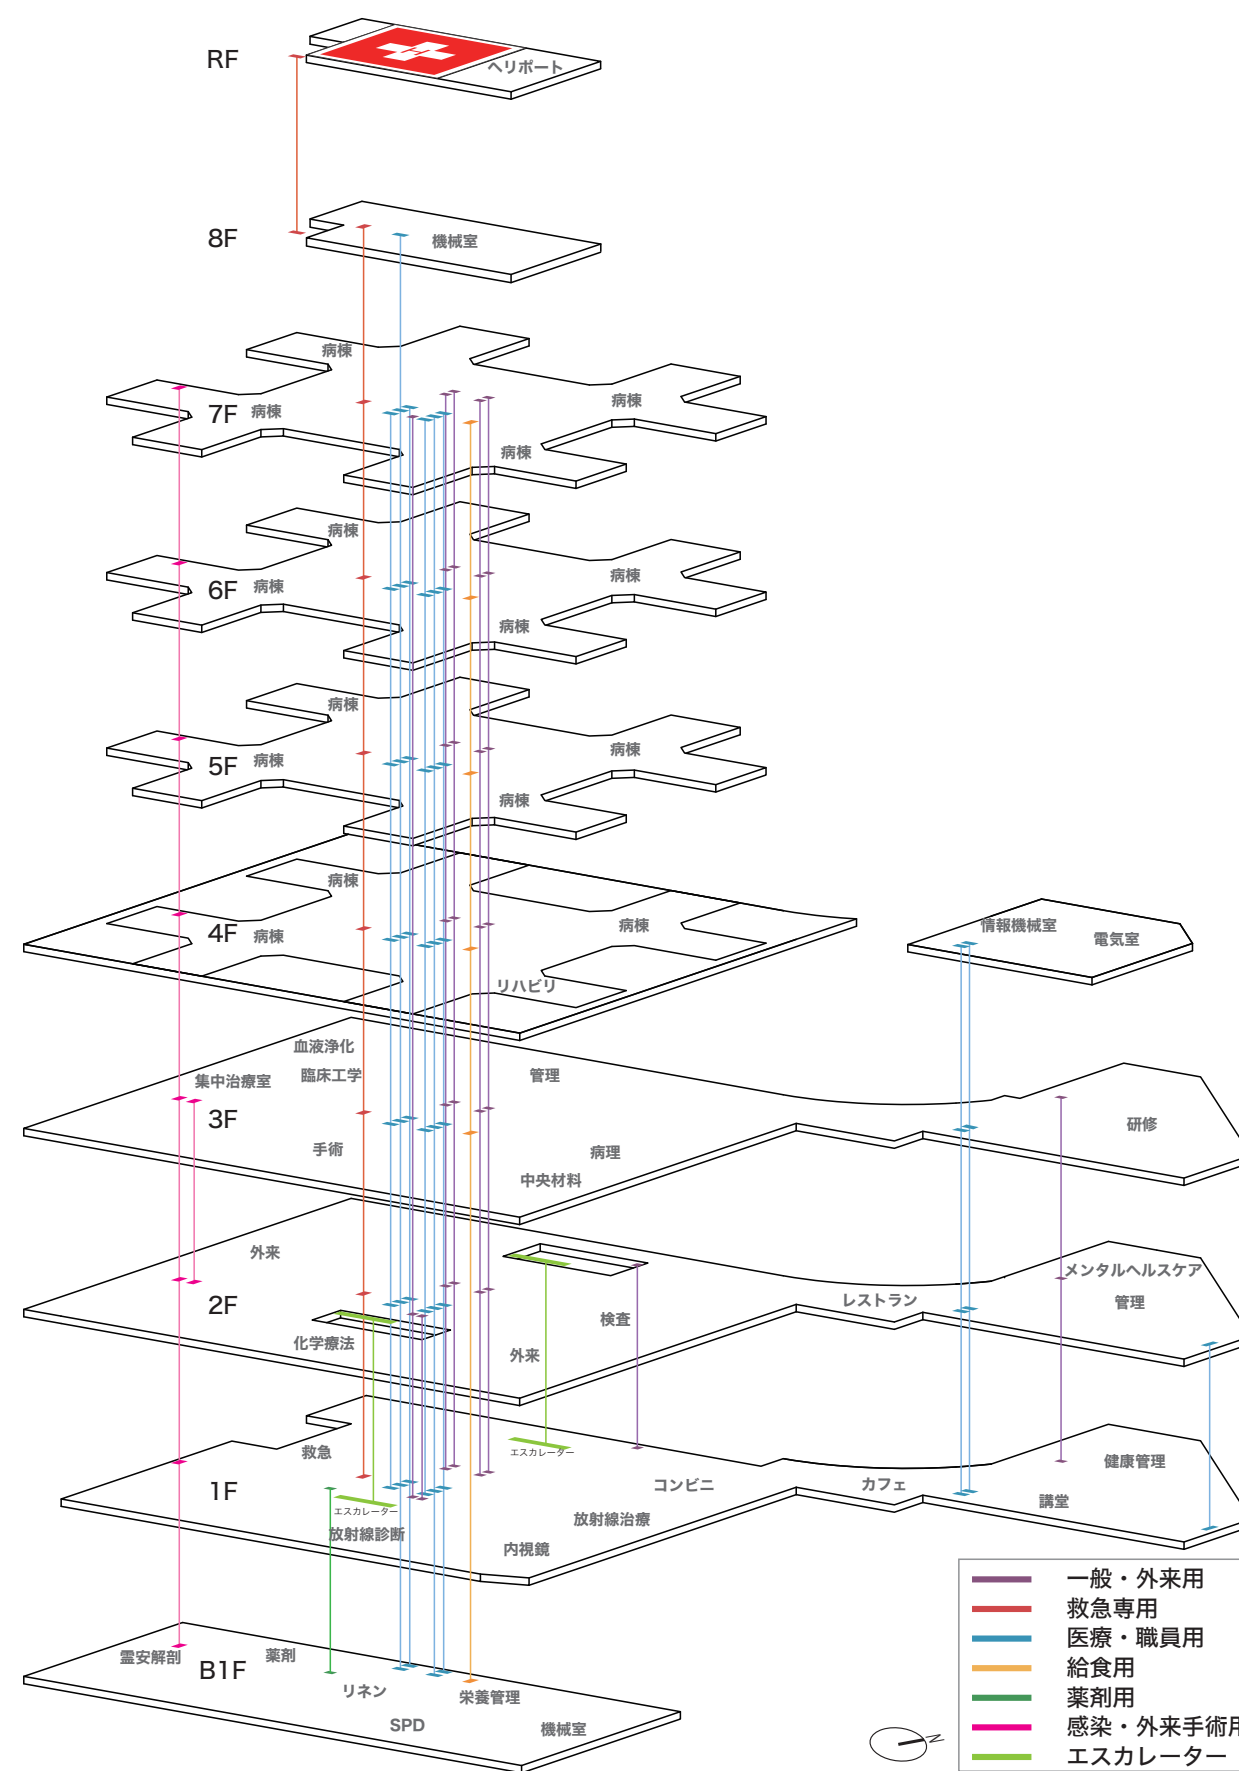 RF
ヘリポート
8F
機械室
病棟
7F
病棟
病棟
病棟
病棟
6F
病棟
病棟
病棟
病棟
5F
病棟
病棟
病棟
病棟
4F
病棟
病棟
リハビリ
情報機械室
電気室
血液浄化
集中治療室
臨床工学
管理
3F
手術
病理
中央材料
研修
外来
2F
化学療法
外来
検査
レストラン
メンタルヘルスケア
管理
救急
1F
エスカレーター
放射線診断
エスカレーター
コンビニ
放射線治療
内視鏡
カフェ
健康管理
講堂
霊安解剖
B1F
薬剤
リネン
SPD
栄養管理
機械室
N
一般・外来用
救急専用
医療・職員用
給食用
薬剤用
感染・外来手術用
エスカレーター